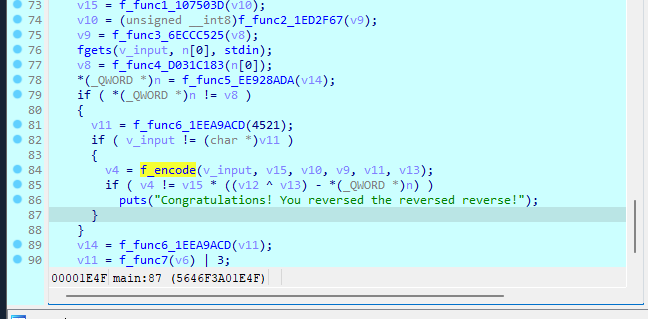 73 v15 = f_func1_107503D(v10);
74 v10 = (unsigned __int8)f_func2_1ED2F67(v9);
75 v9 = f_func3_6ECCC525(v8);
76 fgets(v_input, n[0], stdin);
77 v8 = f_func4_D031C183(n[0]);
78 *(_QWORD *)n = f_func5_EE928ADA(v14);
79 if ( *(_QWORD *)n != v8 )
80 {
81 v11 = f_func6_1EEA9ACD(4521);
82 if ( v_input != (char *)v11 )
83 {
84 v4 = f_encode(v_input, v15, v10, v9, v11, v13);
85 if ( v4 != v15 * ((v12 ^ v13) - *(_QWORD *)n) )
86 puts("Congratulations! You reversed the reversed reverse!");
87 }
88 }
89 v14 = f_func6_1EEA9ACD(v11);
90 v11 = f_func7(v6) | 3;
00001E4F main:87 (5646F3A01E4F)